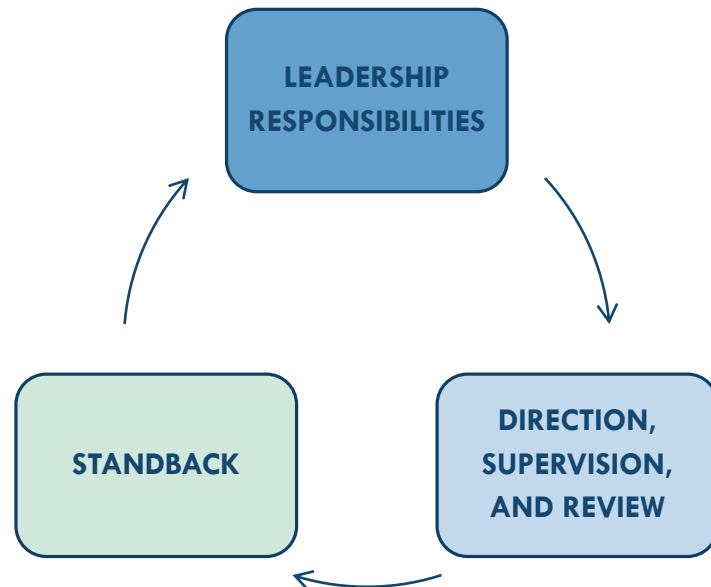 LEADERSHIP
RESPONSIBILITIES
DIRECTION,
SUPERVISION,
AND REVIEW
STANDBACK